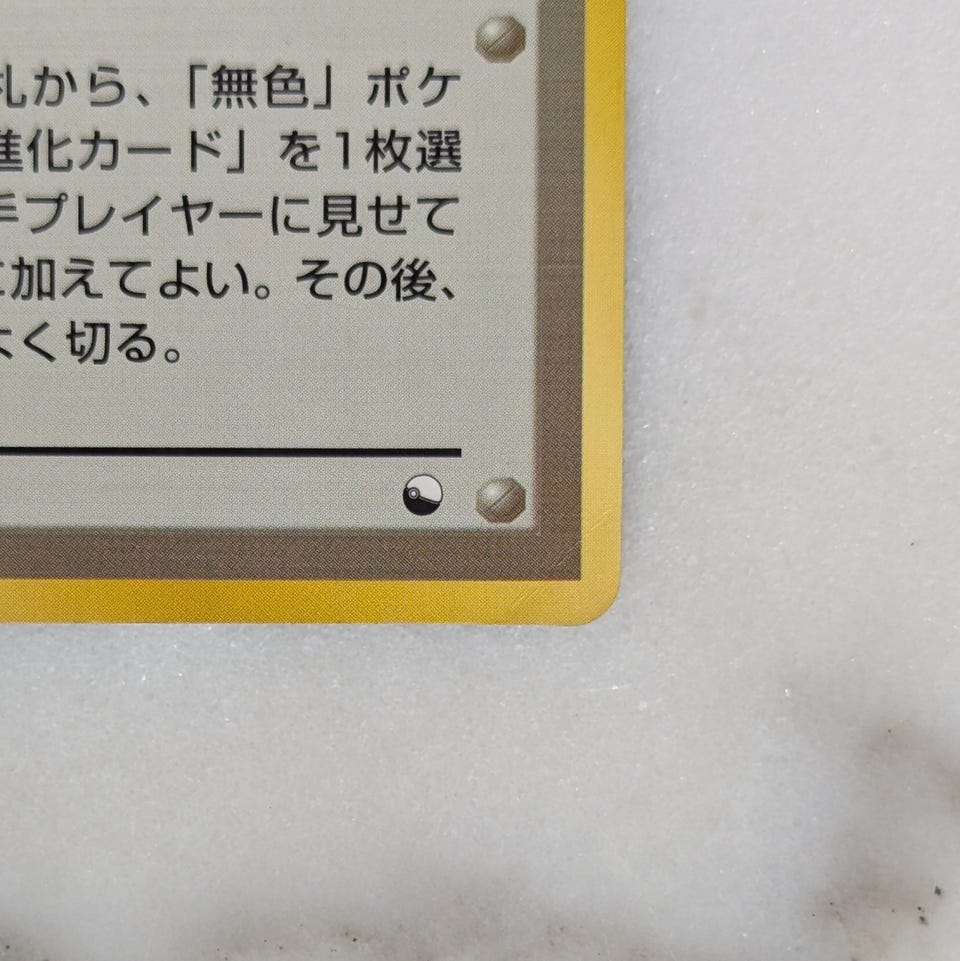 札から、「無色」ポケ
進化カード」を1枚選
手プレイヤーに見せて
に加えてよい。その後、
よく切る。